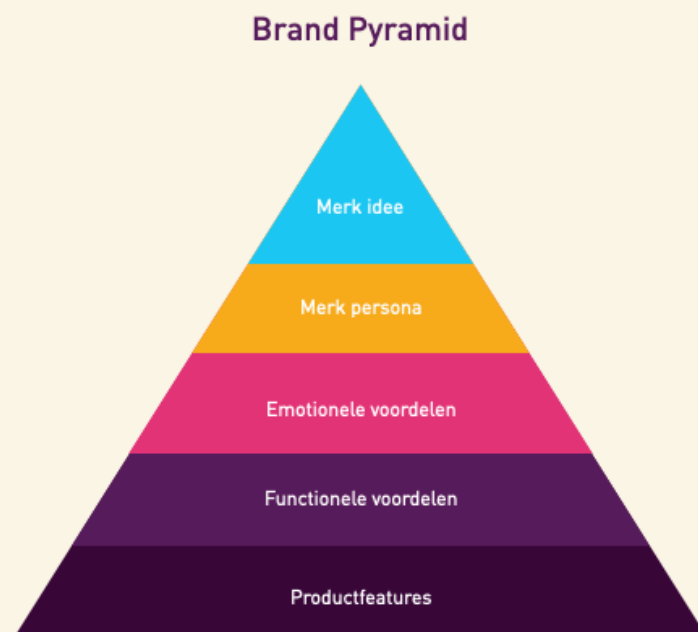 Brand Pyramid
Merk idee
Merk persona
Emotionele voordelen
Functionele voordelen
Productfeatures